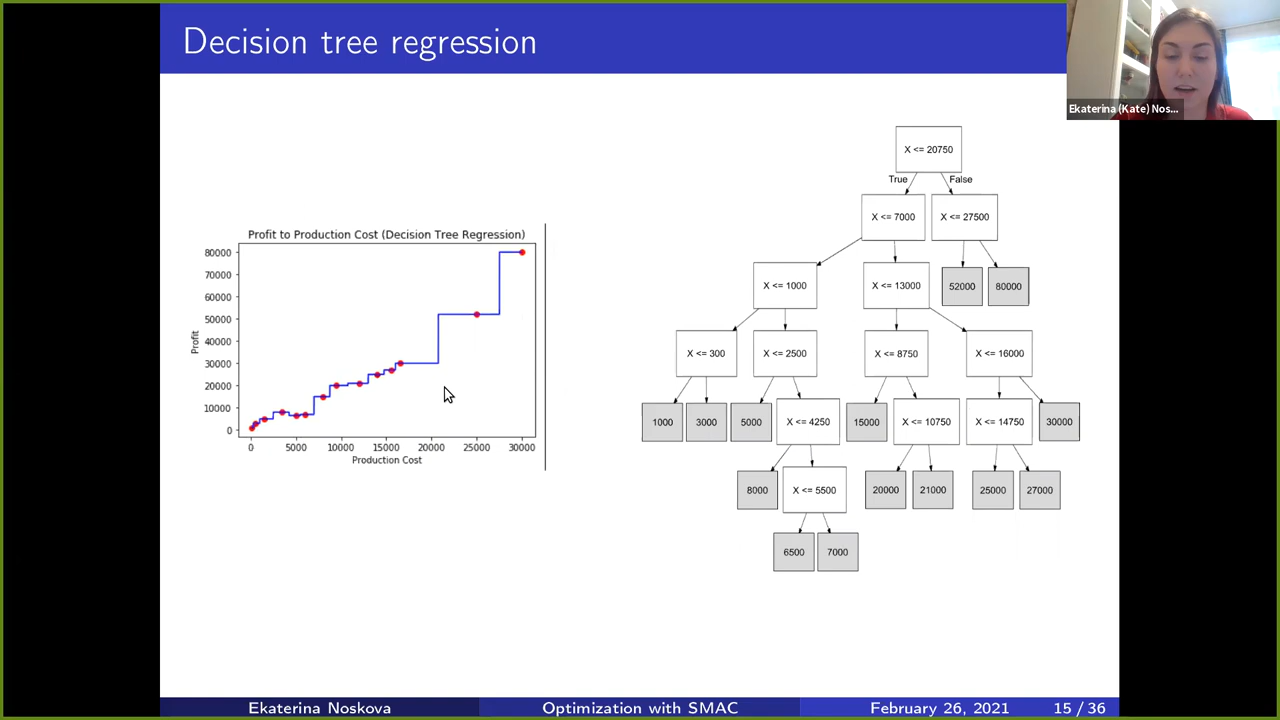 Decision tree regression
Ekaterina (Kate) Nos...
Profit to Production Cost (Decision Tree Regression)
80000
70000
60000
50000
40000
30000
20000
10000
0
Profit
0 5000 10000 15000 20000 25000 30000
Production Cost
X <= 20750
True False
X <= 7000 X <= 27500
X <= 1000 X <= 13000 52000 80000
X <= 300 X <= 2500 X <= 8750 X <= 16000
1000 3000 5000 X <= 4250 15000 X <= 10750 X <= 14750 30000
8000 X <= 5500 20000 21000 25000 27000
6500 7000
Ekaterina Noskova Optimization with SMAC February 26, 2021 15 / 36